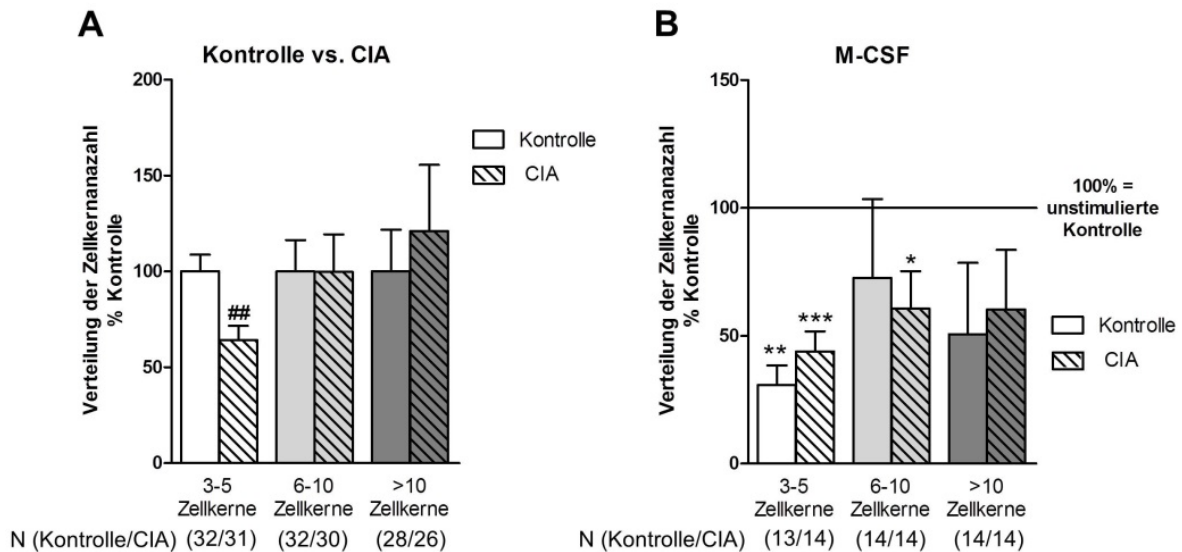 A
Kontrolle vs. CIA
Verteilung der Zellkernanazahl
% Kontrolle
200
150
100
50
0
##
Kontrolle
CIA
3-5
Zellkerne
6-10
Zellkerne
>10
Zellkerne
N (Kontrolle/CIA) (32/31) (32/30) (28/26)
B
M-CSF
Verteilung der Zellkernanazahl
% Kontrolle
150
100
50
0
100% =
unstimulierte
Kontrolle
**
***
*
Kontrolle
CIA
3-5
Zellkerne
6-10
Zellkerne
>10
Zellkerne
N (Kontrolle/CIA) (13/14) (14/14) (14/14)